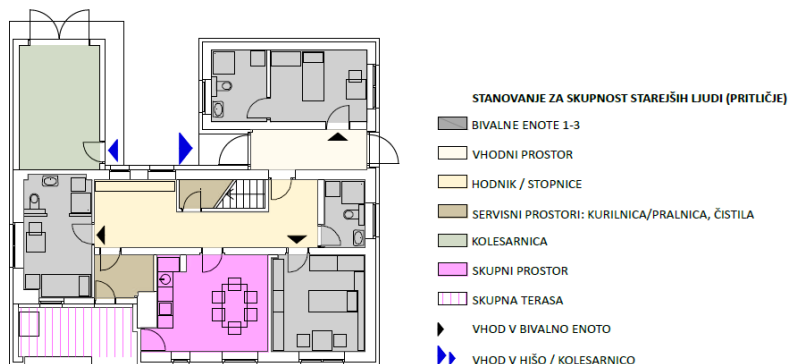 STANOVANJE ZA SKUPNOST STAREJŠIH LJUDI (PRITLIČJE)
BIVALNE ENOTE 1-3
VHODNI PROSTOR
HODNIK / STOPNICE
SERVISNI PROSTORI: KURILNICA/PRALNICA, ČISTILA
KOLESARNICA
SKUPNI PROSTOR
SKUPNA TERASA
VHOD V BIVALNO ENOTO
VHOD V HIŠO / KOLESARNICO